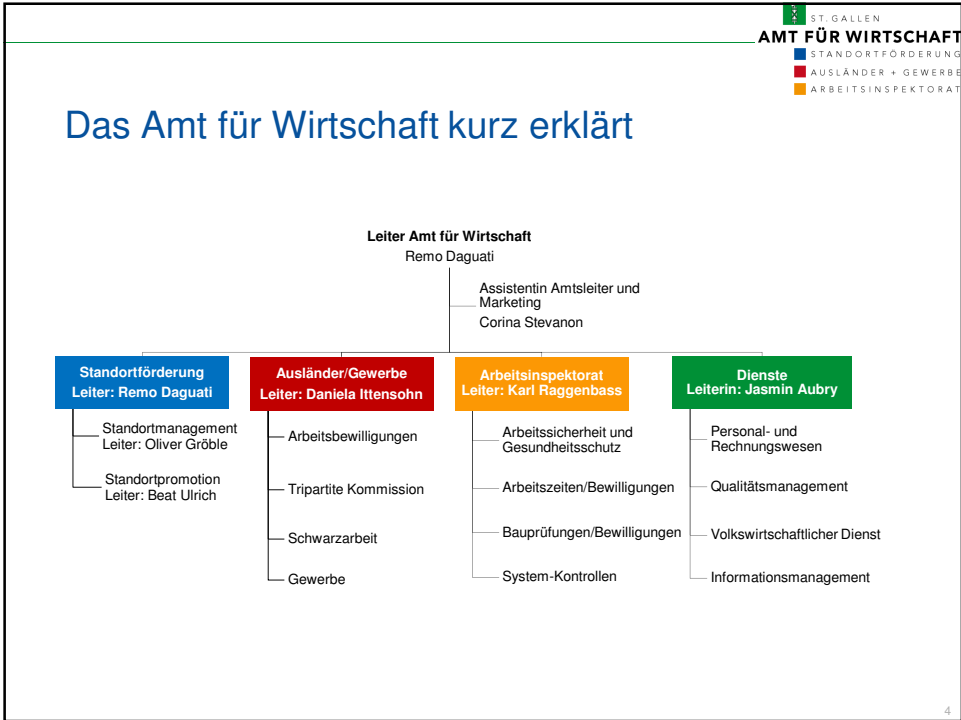 ST. GALLEN
AMT FÜR WIRTSCHAFT
STANDORTFÖRDERUNG
AUSLÄNDER + GEWERBE
ARBEITSINSPEKTORAT
Das Amt für Wirtschaft kurz erklärt
Leiter Amt für Wirtschaft
Remo Daguati
Assistentin Amtsleiter und
Marketing
Corina Stevanon
Standortförderung
Leiter: Remo Daguati
Standortmanagement
Leiter: Oliver Gröble
Standortpromotion
Leiter: Beat Ulrich
Ausländer/Gewerbe
Leiter: Daniela Ittensohn
Arbeitsbewilligungen
Tripartite Kommission
Schwarzarbeit
Gewerbe
Arbeitsinspektorat
Leiter: Karl Raggenbass
Arbeitssicherheit und
Gesundheitsschutz
Arbeitszeiten/Bewilligungen
Bauprüfungen/Bewilligungen
System-Kontrollen
Dienste
Leiterin: Jasmin Aubry
Personal- und
Rechnungswesen
Qualitätsmanagement
Volkswirtschaftlicher Dienst
Informationsmanagement
4